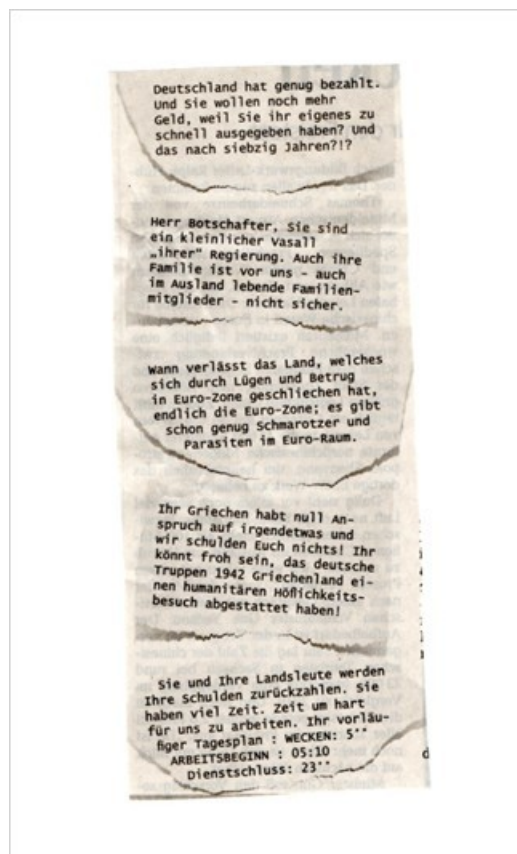 Deutschland hat genug bezahlt.
Und Sie wollen noch mehr
Geld, weil Sie ihr eigenes zu
schnell ausgegeben haben? Und
das nach siebzig Jahren?!?
Herr Botschafter, Sie sind
ein kleinlicher Vasall
„ihrer" Regierung. Auch ihre
Familie ist vor uns - auch
im Ausland lebende Familien-
mitglieder - nicht sicher.
Wann verlässt das Land, welches
sich durch Lügen und Betrug
in Euro-Zone geschliechen hat,
endlich die Euro-Zone; es gibt
schon genug Schmarotzer und
Parasiten im Euro-Raum.
Ihr Griechen habt null An-
spruch auf irgendetwas und
wir schulden Euch nichts! Ihr
könnt froh sein, das deutsche
Truppen 1942 Griechenland ei-
nen humanitären Höflichkeits-
besuch abgestattet haben!
Sie und Ihre Landsleute werden
Ihre Schulden zurückzahlen. Sie
haben viel Zeit. Zeit um hart
für uns zu arbeiten. Ihr vorläu-
figer Tagesplan : WECKEN: 5°°
ARBEITSBEGINN : 05:10
Dienstschluss: 23°°